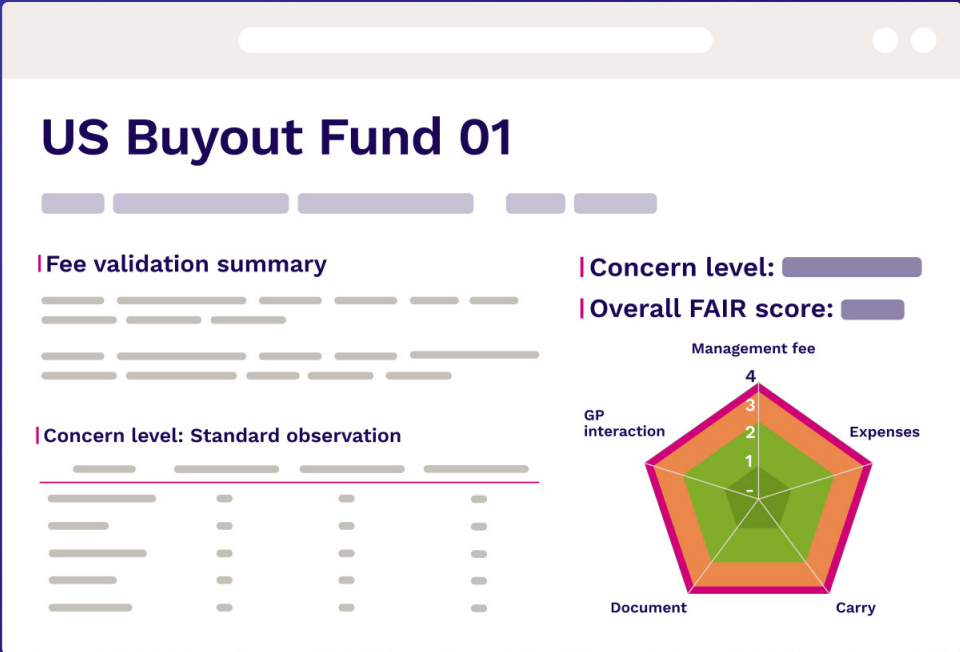 US Buyout Fund 01
Fee validation summary
Concern level: Standard observation
Concern level:
Overall FAIR score:
Management fee
4
3
2
1
–
GP
interaction
Expenses
Document
Carry